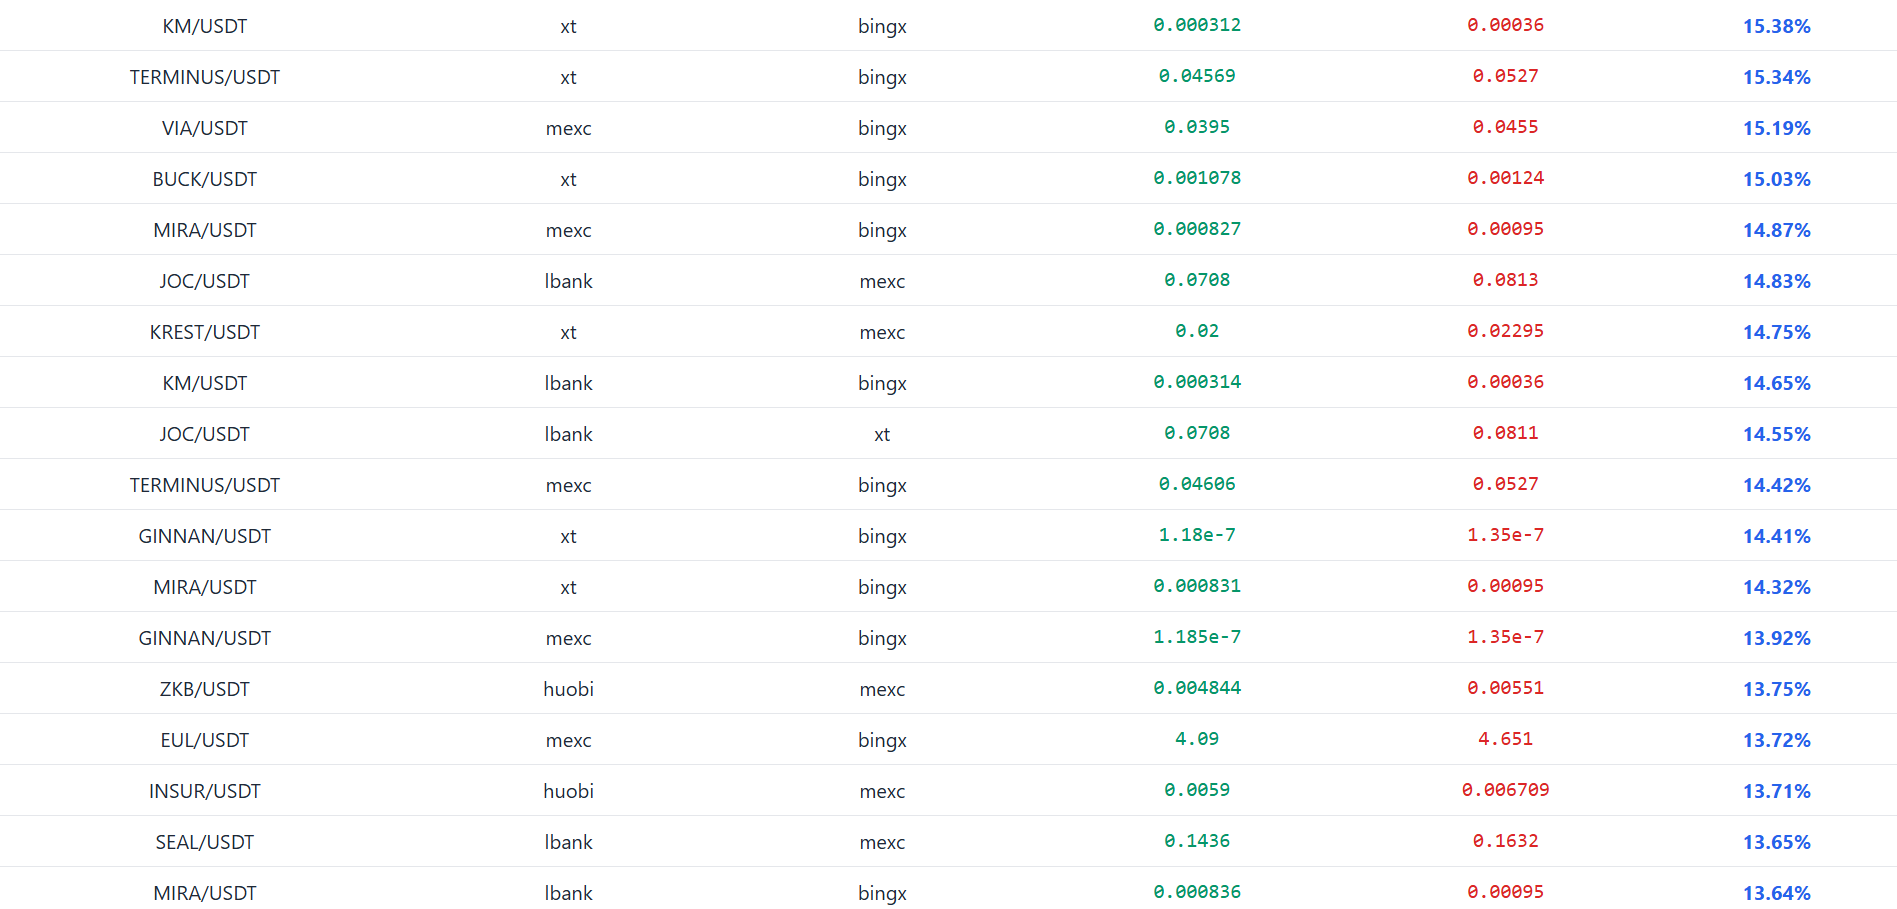 KM/USDT xt bingx 0.000312 0.00036 15.38%
TERMINUS/USDT xt bingx 0.04569 0.0527 15.34%
VIA/USDT mexc bingx 0.0395 0.0455 15.19%
BUCK/USDT xt bingx 0.001078 0.00124 15.03%
MIRA/USDT mexc bingx 0.000827 0.00095 14.87%
JOC/USDT lbank mexc 0.0708 0.0813 14.83%
KREST/USDT xt mexc 0.02 0.02295 14.75%
KM/USDT lbank bingx 0.000314 0.00036 14.65%
JOC/USDT lbank xt 0.0708 0.0811 14.55%
TERMINUS/USDT mexc bingx 0.04606 0.0527 14.42%
GINNAN/USDT xt bingx 1.18e-7 1.35e-7 14.41%
MIRA/USDT xt bingx 0.000831 0.00095 14.32%
GINNAN/USDT mexc bingx 1.185e-7 1.35e-7 13.92%
ZKB/USDT huobi mexc 0.004844 0.00551 13.75%
EUL/USDT mexc bingx 4.09 4.651 13.72%
INSUR/USDT huobi mexc 0.0059 0.006709 13.71%
SEAL/USDT lbank mexc 0.1436 0.1632 13.65%
MIRA/USDT lbank bingx 0.000836 0.00095 13.64%